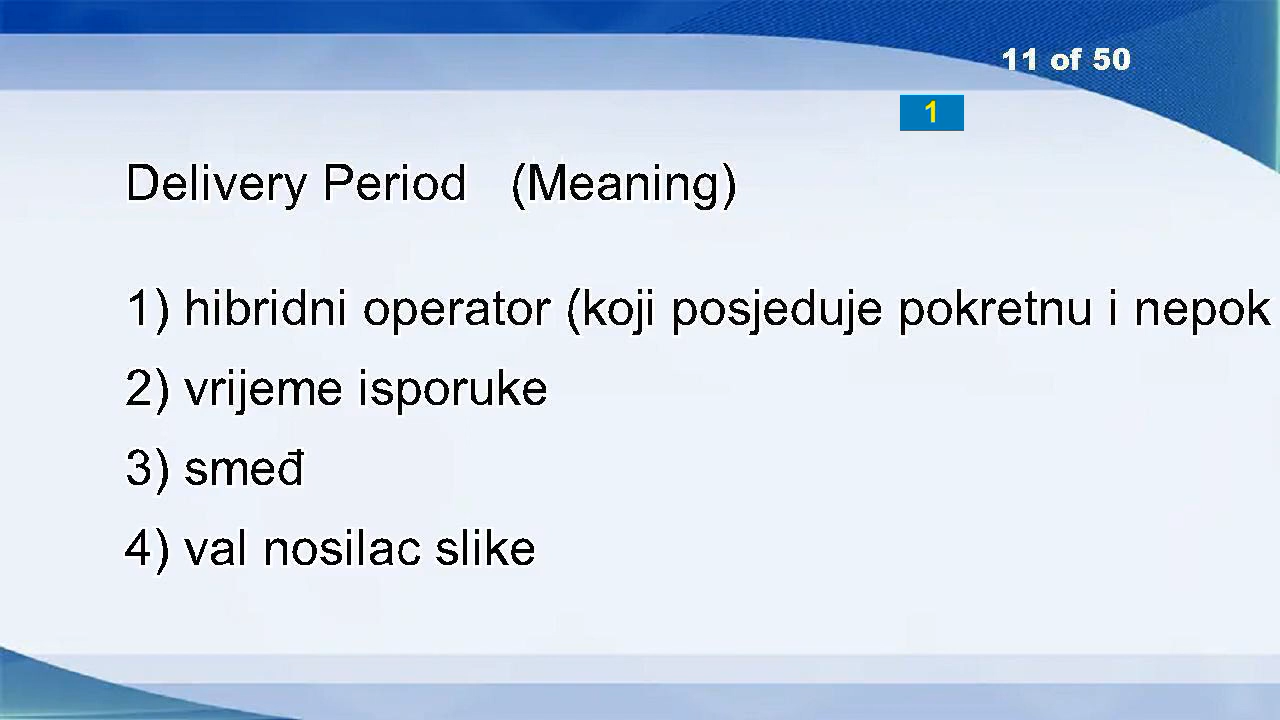 11 of 50
1
Delivery Period (Meaning)
1) hibridni operator (koji posjeduje pokretnu i nepok
2) vrijeme isporuke
3) smeđ
4) val nosilac slike